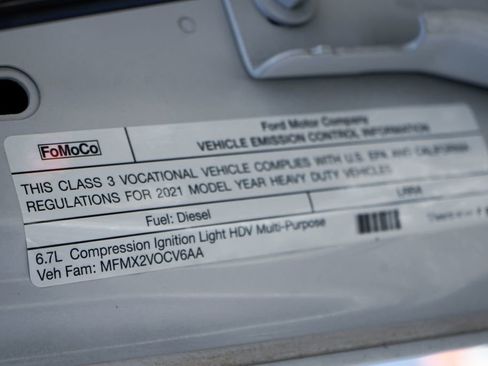 FoMoCo
Ford Motor Company
VEHICLE EMISSION CONTROL INFORMATION
THIS CLASS 3 VOCATIONAL VEHICLE COMPLIES WITH U.S. EPA AND CALIFORNIA
REGULATIONS FOR 2021 MODEL YEAR HEAVY DUTY VEHICLES.
Fuel: Diesel
6.7L Compression Ignition Light HDV Multi-Purpose
Veh Fam: MFMX2VOCV6AA